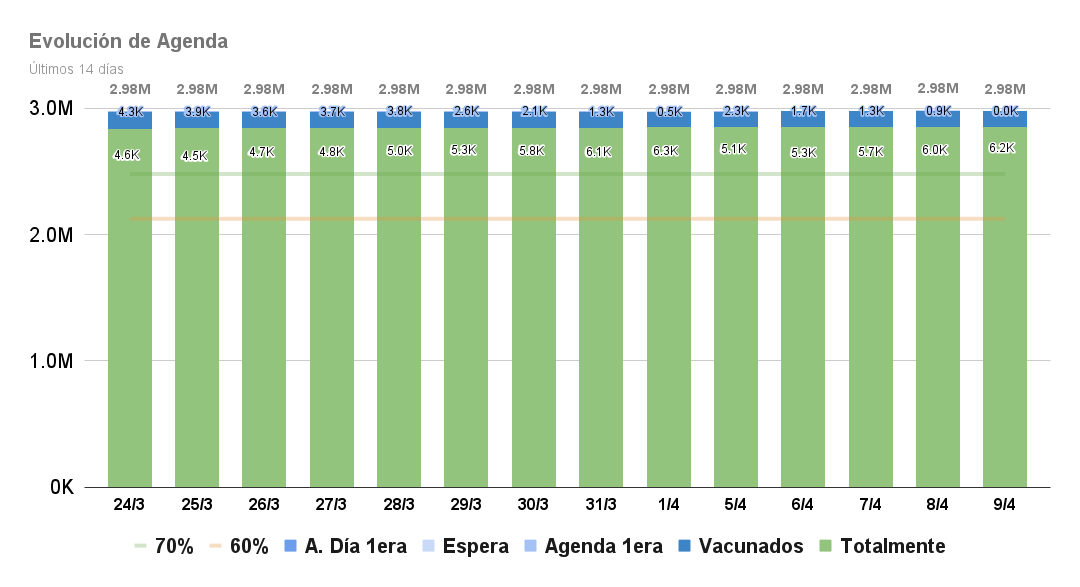 Evolución de Agenda
Últimos 14 días
2.98M 2.98M 2.98M 2.98M 2.98M 2.98M 2.98M 2.98M 2.98M 2.98M 2.98M 2.98M 2.98M 2.98M
3.0M
4.3K 3.9K 3.6K 3.7K 3.8K 2.6K 2.1K 1.3K 0.5K 2.3K 1.7K 1.3K 0.9K 0.0K
4.6K 4.5K 4.7K 4.8K 5.0K 5.3K 5.8K 6.1K 6.3K 5.1K 5.3K 5.7K 6.0K 6.2K
2.0M
1.0M
0K
24/3 25/3 26/3 27/3 28/3 29/3 30/3 31/3 1/4 5/4 6/4 7/4 8/4 9/4
70% 60% A. Día 1era Espera Agenda 1era Vacunados Totalmente